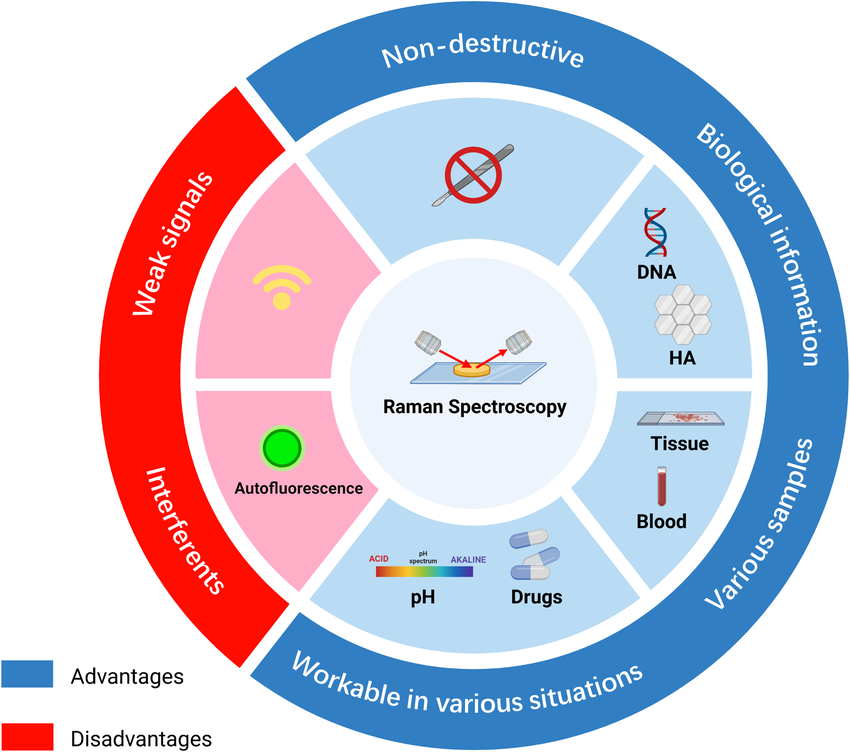 Non-destructive
Biological information
Various samples
Workable in various situations
Interferents
Weak signals
DNA
HA
Tissue
Blood
ACID
pH
spectrum
AKALINE
pH
Drugs
Autofluorescence
Raman Spectroscopy
Advantages
Disadvantages